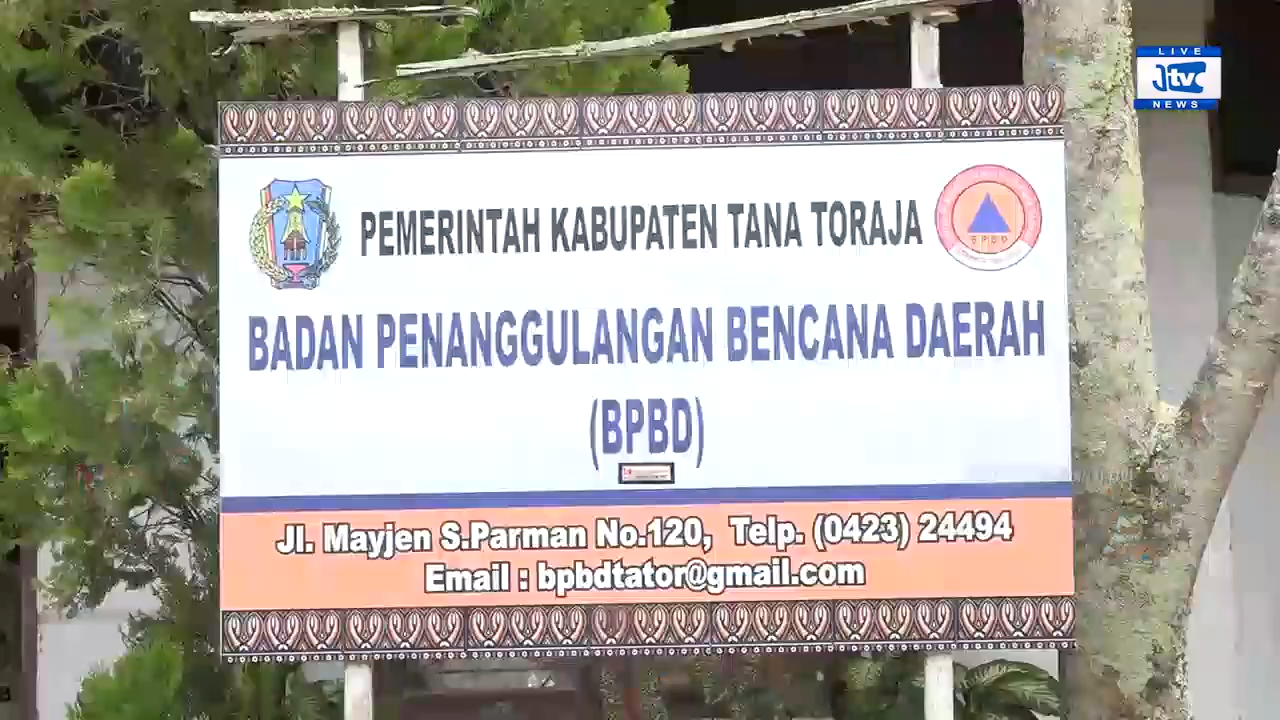 LIVE
Jtv
NEWS
PEMERINTAH KABUPATEN TANA TORAJA
BPBD
BADAN PENANGGULANGAN BENCANA DAERAH
(BPBD)
Jl. Mayjen S.Parman No.120, Telp. (0423) 24494
Email : bpbdtator@gmail.com